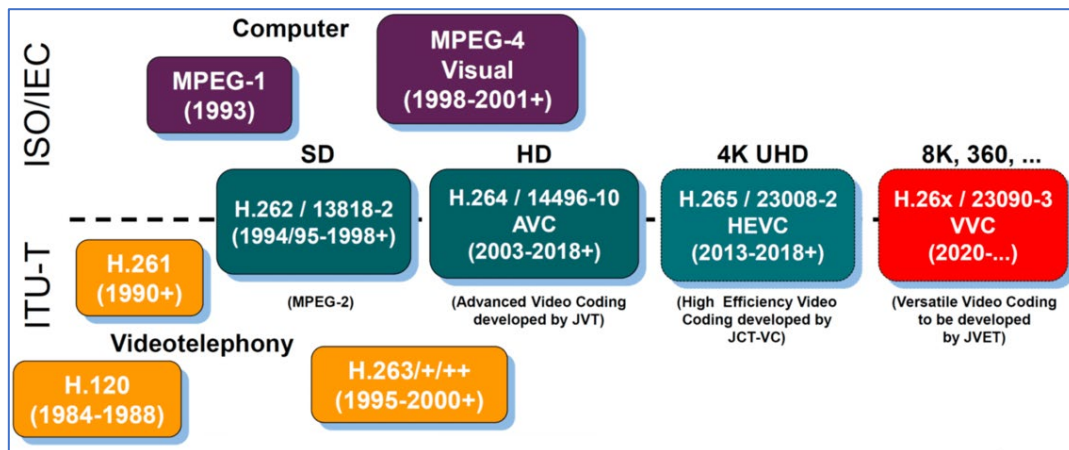 ISO/IEC
ITU-T
Computer
MPEG-1
(1993)
MPEG-4
Visual
(1998-2001+)
SD
HD
4K UHD
8K, 360, ...
H.262 / 13818-2
(1994/95-1998+)
(MPEG-2)
H.264 / 14496-10
AVC
(2003-2018+)
(Advanced Video Coding
developed by JVT)
H.265 / 23008-2
HEVC
(2013-2018+)
(High Efficiency Video
Coding developed by
JCT-VC)
H.26x / 23090-3
VVC
(2020-...)
(Versatile Video Coding
to be developed
by JVET)
H.261
(1990+)
Videotelephony
H.120
(1984-1988)
H.263/+/++
(1995-2000+)